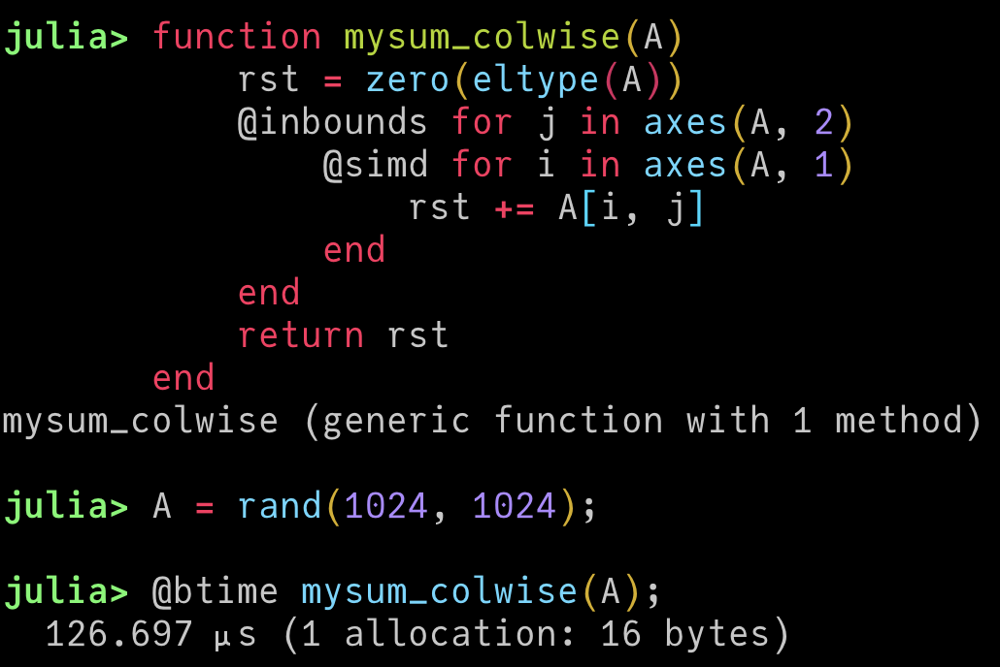 julia> function mysum_colwise(A)
           rst = zero(eltype(A))
           @inbounds for j in axes(A, 2)
               @simd for i in axes(A, 1)
                   rst += A[i, j]
               end
           end
           return rst
       end
mysum_colwise (generic function with 1 method)

julia> A = rand(1024, 1024);

julia> @btime mysum_colwise(A);
  126.697 μs (1 allocation: 16 bytes)